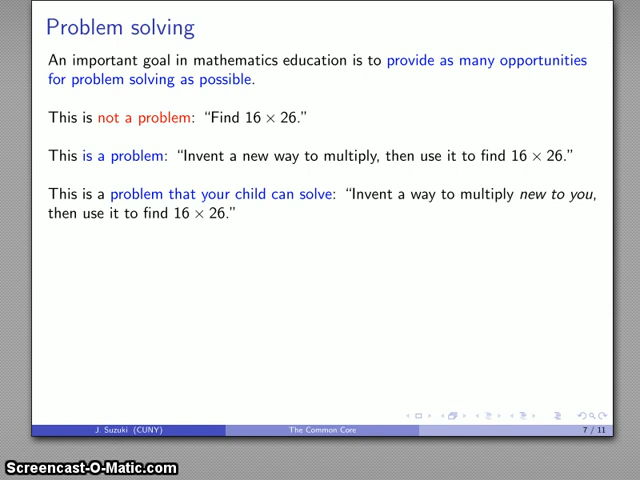 Problem solving
An important goal in mathematics education is to provide as many opportunities
for problem solving as possible.
This is not a problem: “Find 16 × 26.”
This is a problem: “Invent a new way to multiply, then use it to find 16 × 26.”
This is a problem that your child can solve: “Invent a way to multiply new to you,
then use it to find 16 × 26.”
J. Suzuki (CUNY)
The Common Core
7 / 11
Screencast-O-Matic.com